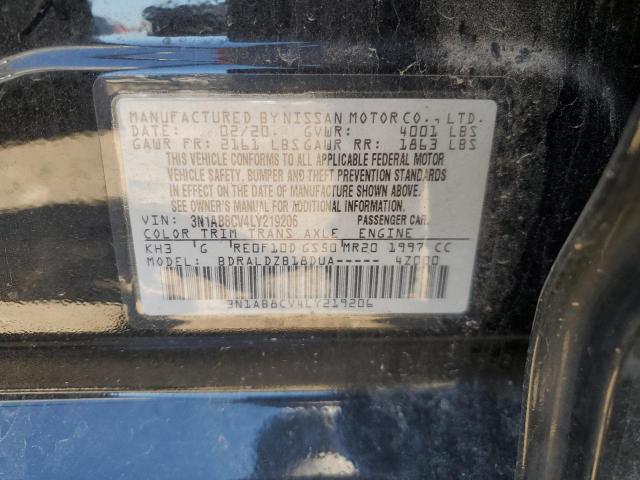 MANUFACTURED BY NISSAN MOTOR CO., LTD.
DATE: 02/20 GVWR: 4001 LBS
GAWR FR: 2161 LBS GAWR RR: 1863 LBS
THIS VEHICLE CONFORMS TO ALL APPLICABLE FEDERAL MOTOR
VEHICLE SAFETY, BUMPER AND THEFT PREVENTION STANDARDS
IN EFFECT ON THE DATE OF MANUFACTURE SHOWN ABOVE.
SEE OWNER'S MANUAL FOR ADDITIONAL INFORMATION.
VIN: 3N1AB8CV4LY219206 PASSENGER CAR
COLOR TRIM TRANS AXLE ENGINE
KH3 G RE0F10D GS50 MR20 1997 CC
MODEL: BDRALDZB18DUA----- 4Z000
3N1AB8CV4LY219206